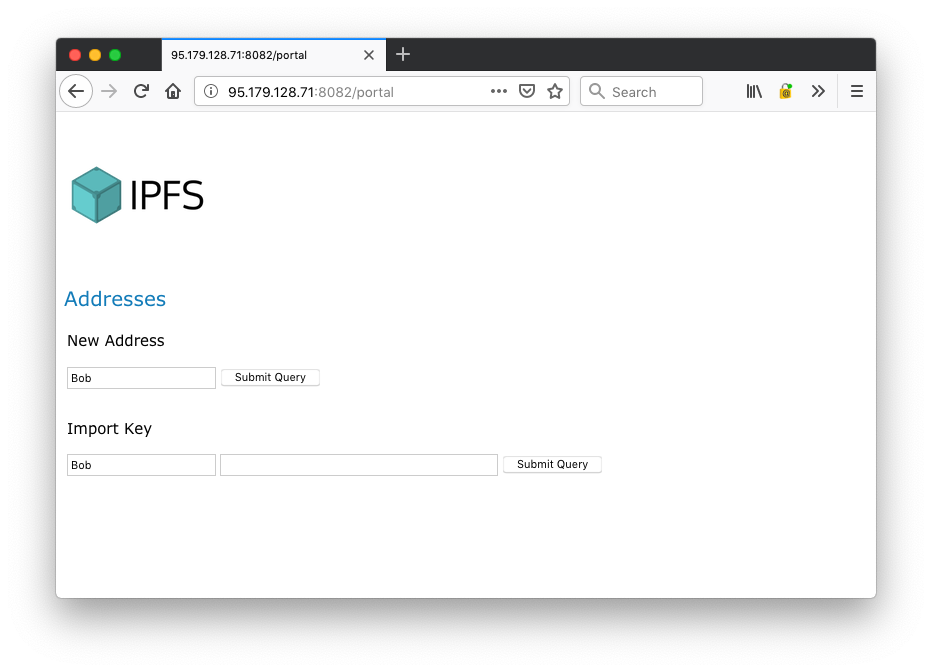 95.179.128.71:8082/portal
95.179.128.71:8082/portal
Search
IPFS
Addresses
New Address
Bob
Submit Query
Import Key
Bob
Submit Query